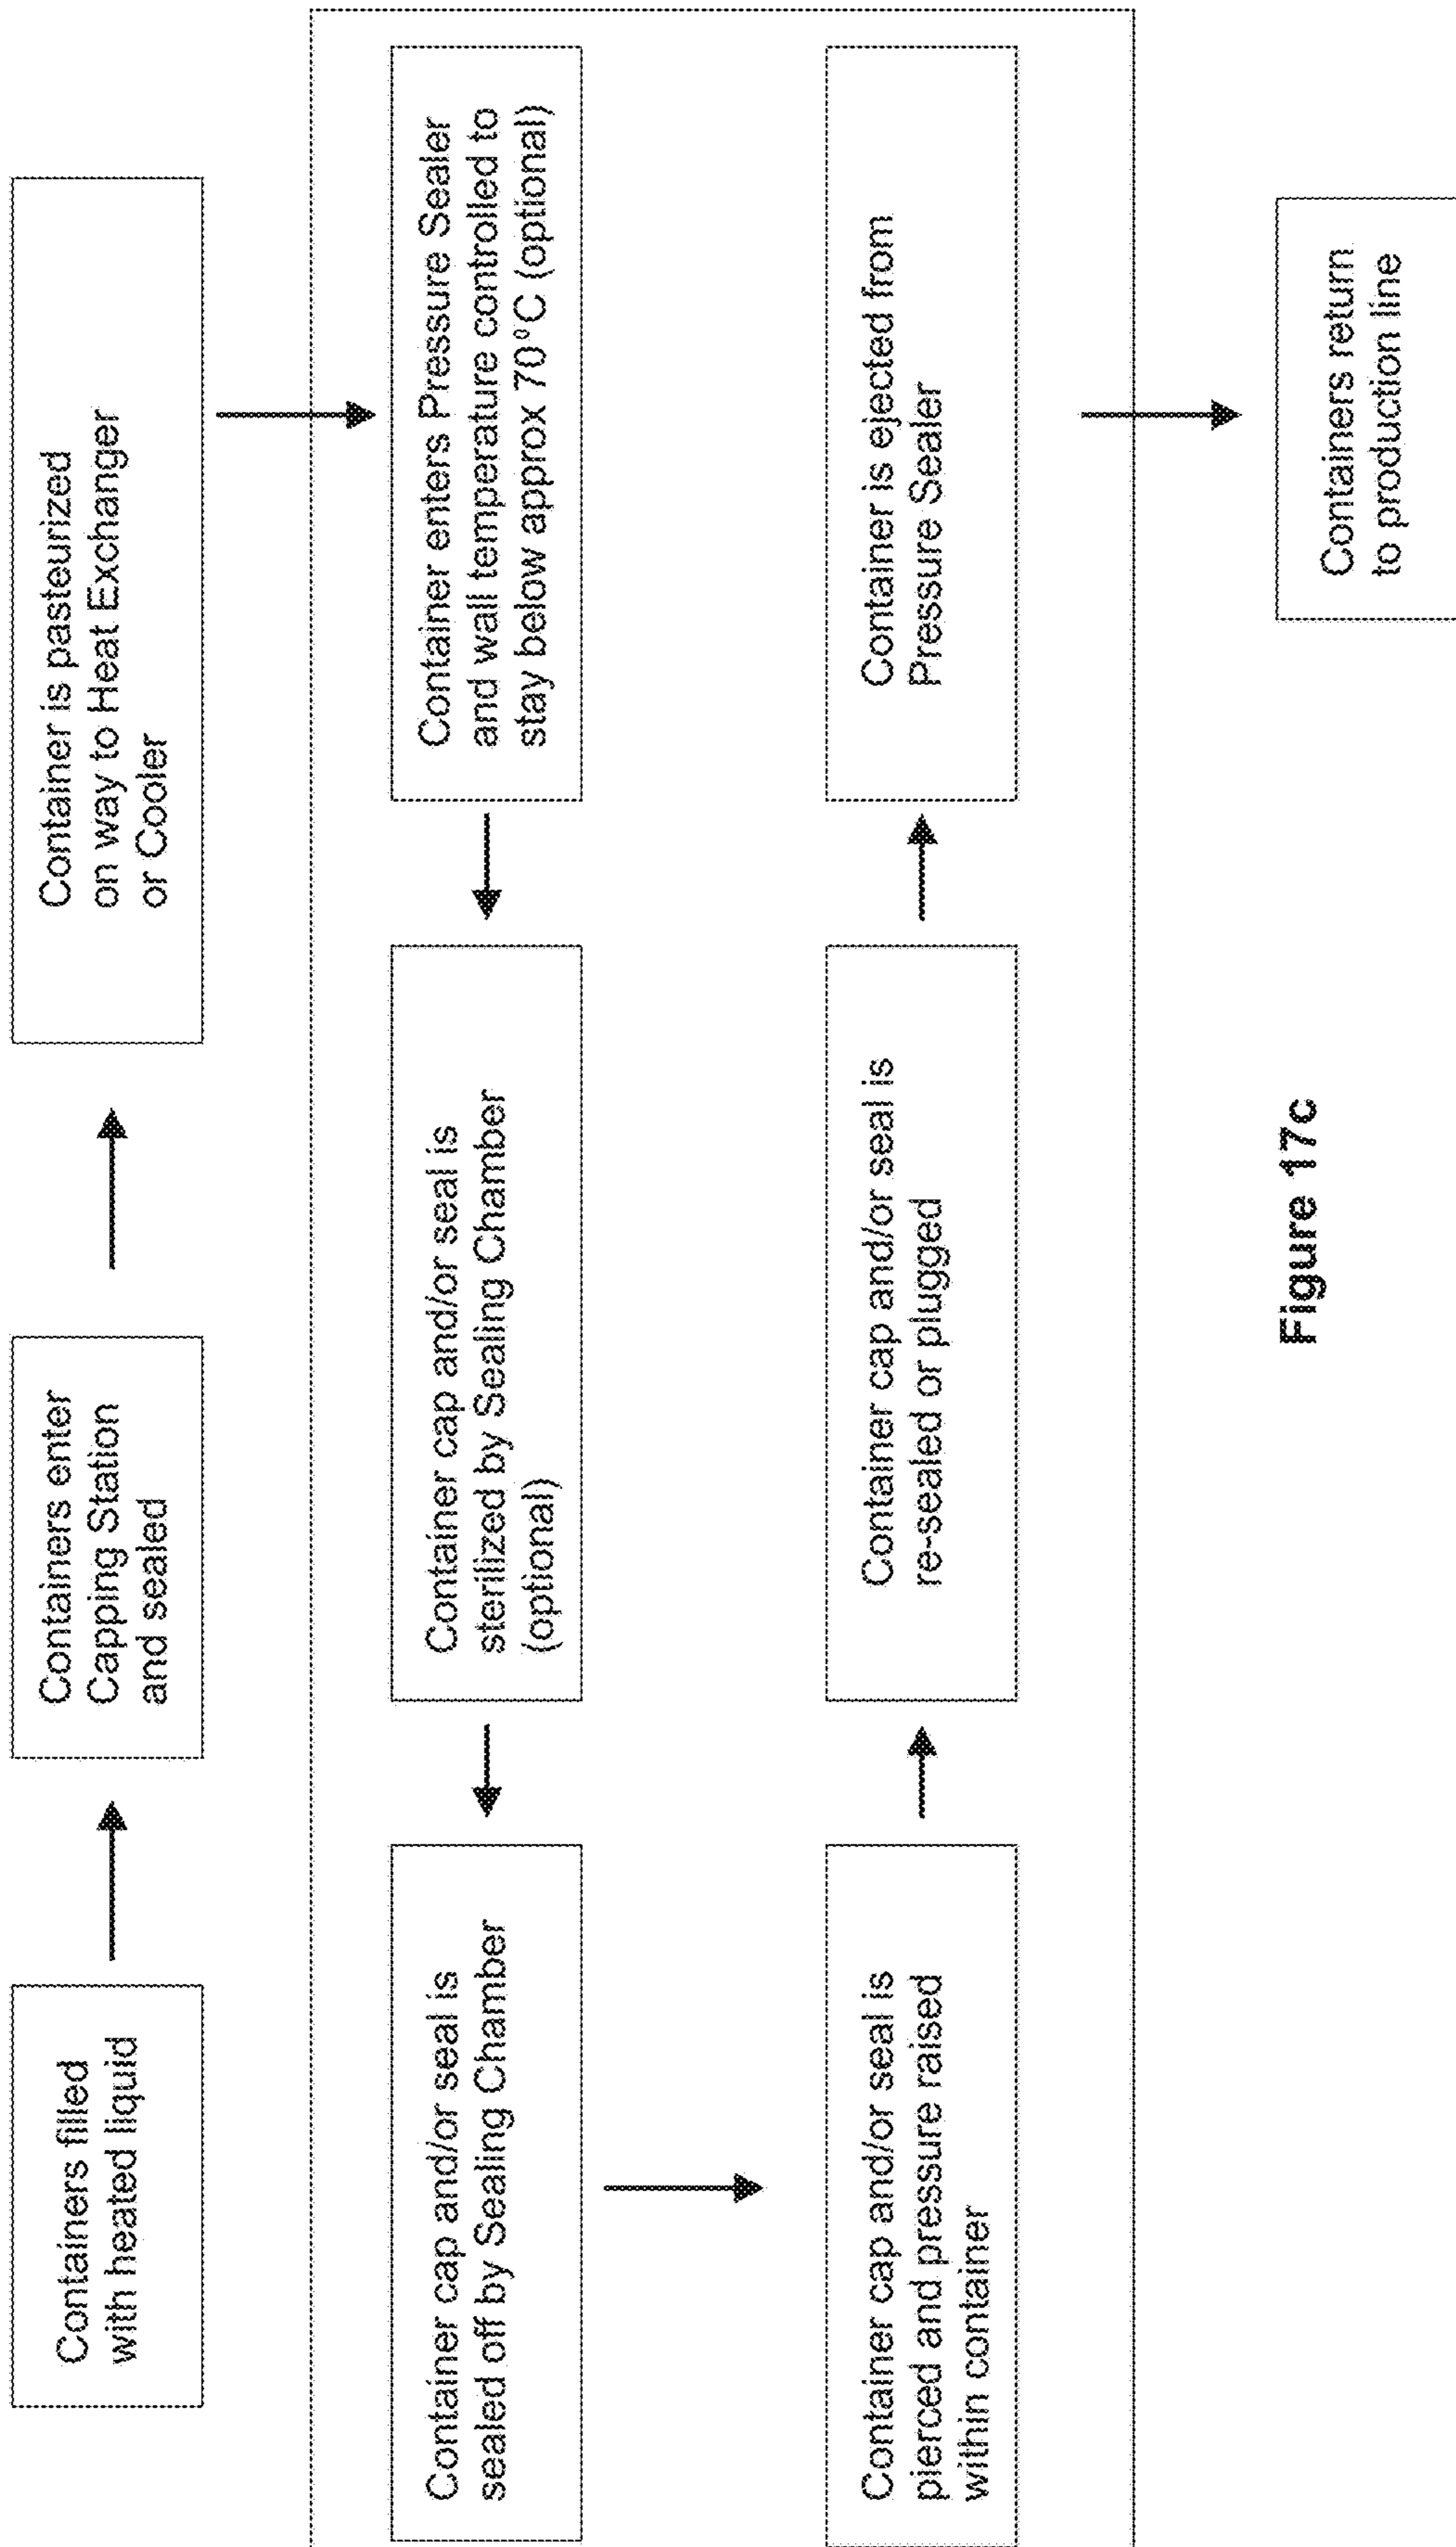 Containers filled
with heated liquid
Containers enter
Capping Station
and sealed
Container is pasteurized
on way to Heat Exchanger
or Cooler
Container enters Pressure Sealer
and wall temperature controlled to
stay below approx 70⁰C (optional)
Container cap and/or seal is
sterilized by Sealing Chamber
(optional)
Container cap and/or seal is
sealed off by Sealing Chamber
Container cap and/or seal is
pierced and pressure raised
within container
Container cap and/or seal is
re-sealed or plugged
Container is ejected from
Pressure Sealer
Containers return
to production line
Figure 17c